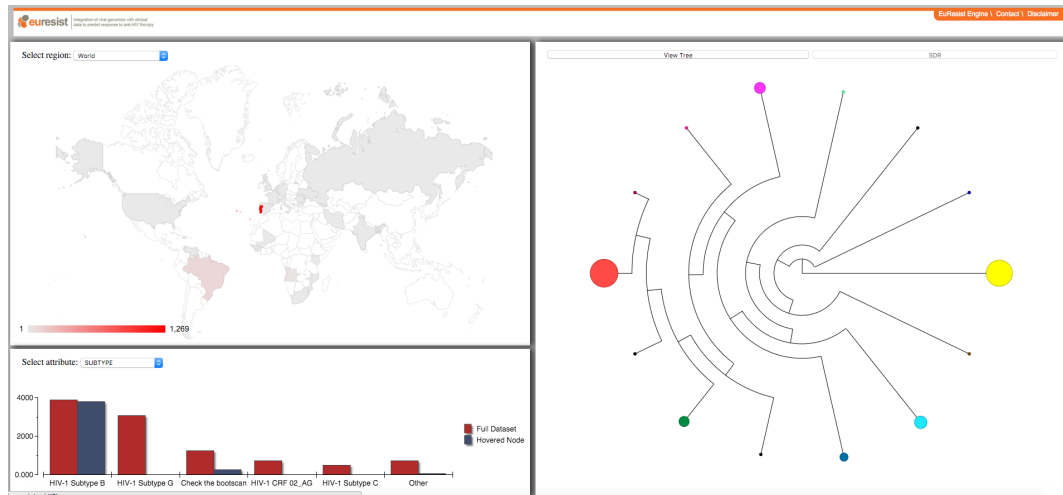 euresist
Integration of viral genomics with clinical
data to predict response to anti-HIV therapy
EuResist Engine \ Contact \ Disclaimer
Select region: World
1
1,269
View Tree
SDR
Select attribute: SUBTYPE
4000
2000
0.000
HIV-1 Subtype B
HIV-1 Subtype G
Check the bootscan
HIV-1 CRF 02_AG
HIV-1 Subtype C
Other
Full Dataset
Hovered Node